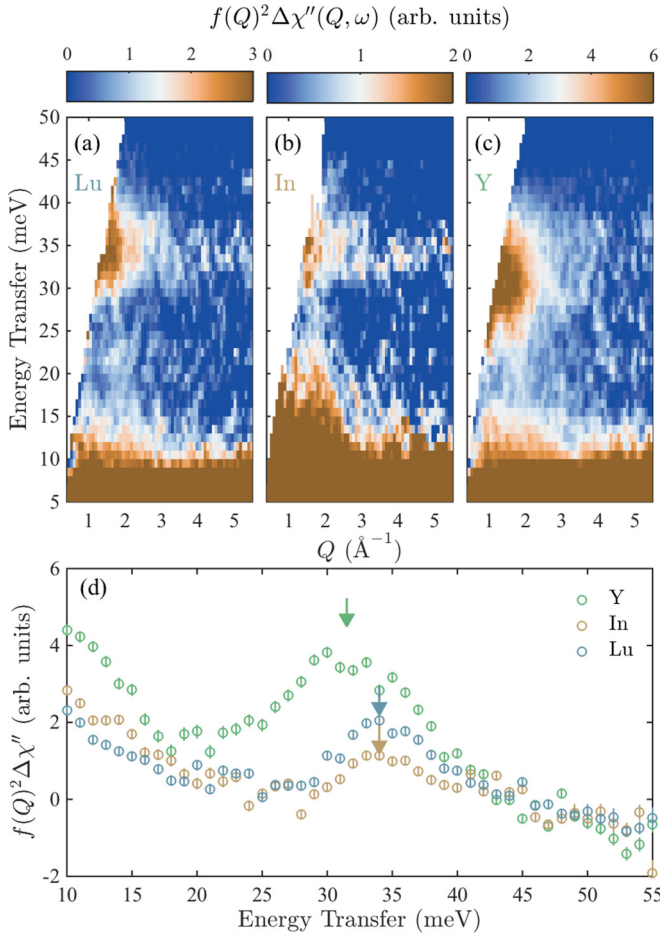 f(Q)²Δχ′′(Q, ω) (arb. units)
0 1 2 3 0 1 2 0 2 4 6
50
45
40
35
30
25
20
15
10
5
Energy Transfer (meV)
(a) (b) (c)
Lu In Y
1 2 3 4 5 1 2 3 4 5 1 2 3 4 5
Q (Å⁻¹)
6
4
2
0
-2
f(Q)²Δχ′′ (arb. units)
(d)
Y
In
Lu
10 15 20 25 30 35 40 45 50 55
Energy Transfer (meV)